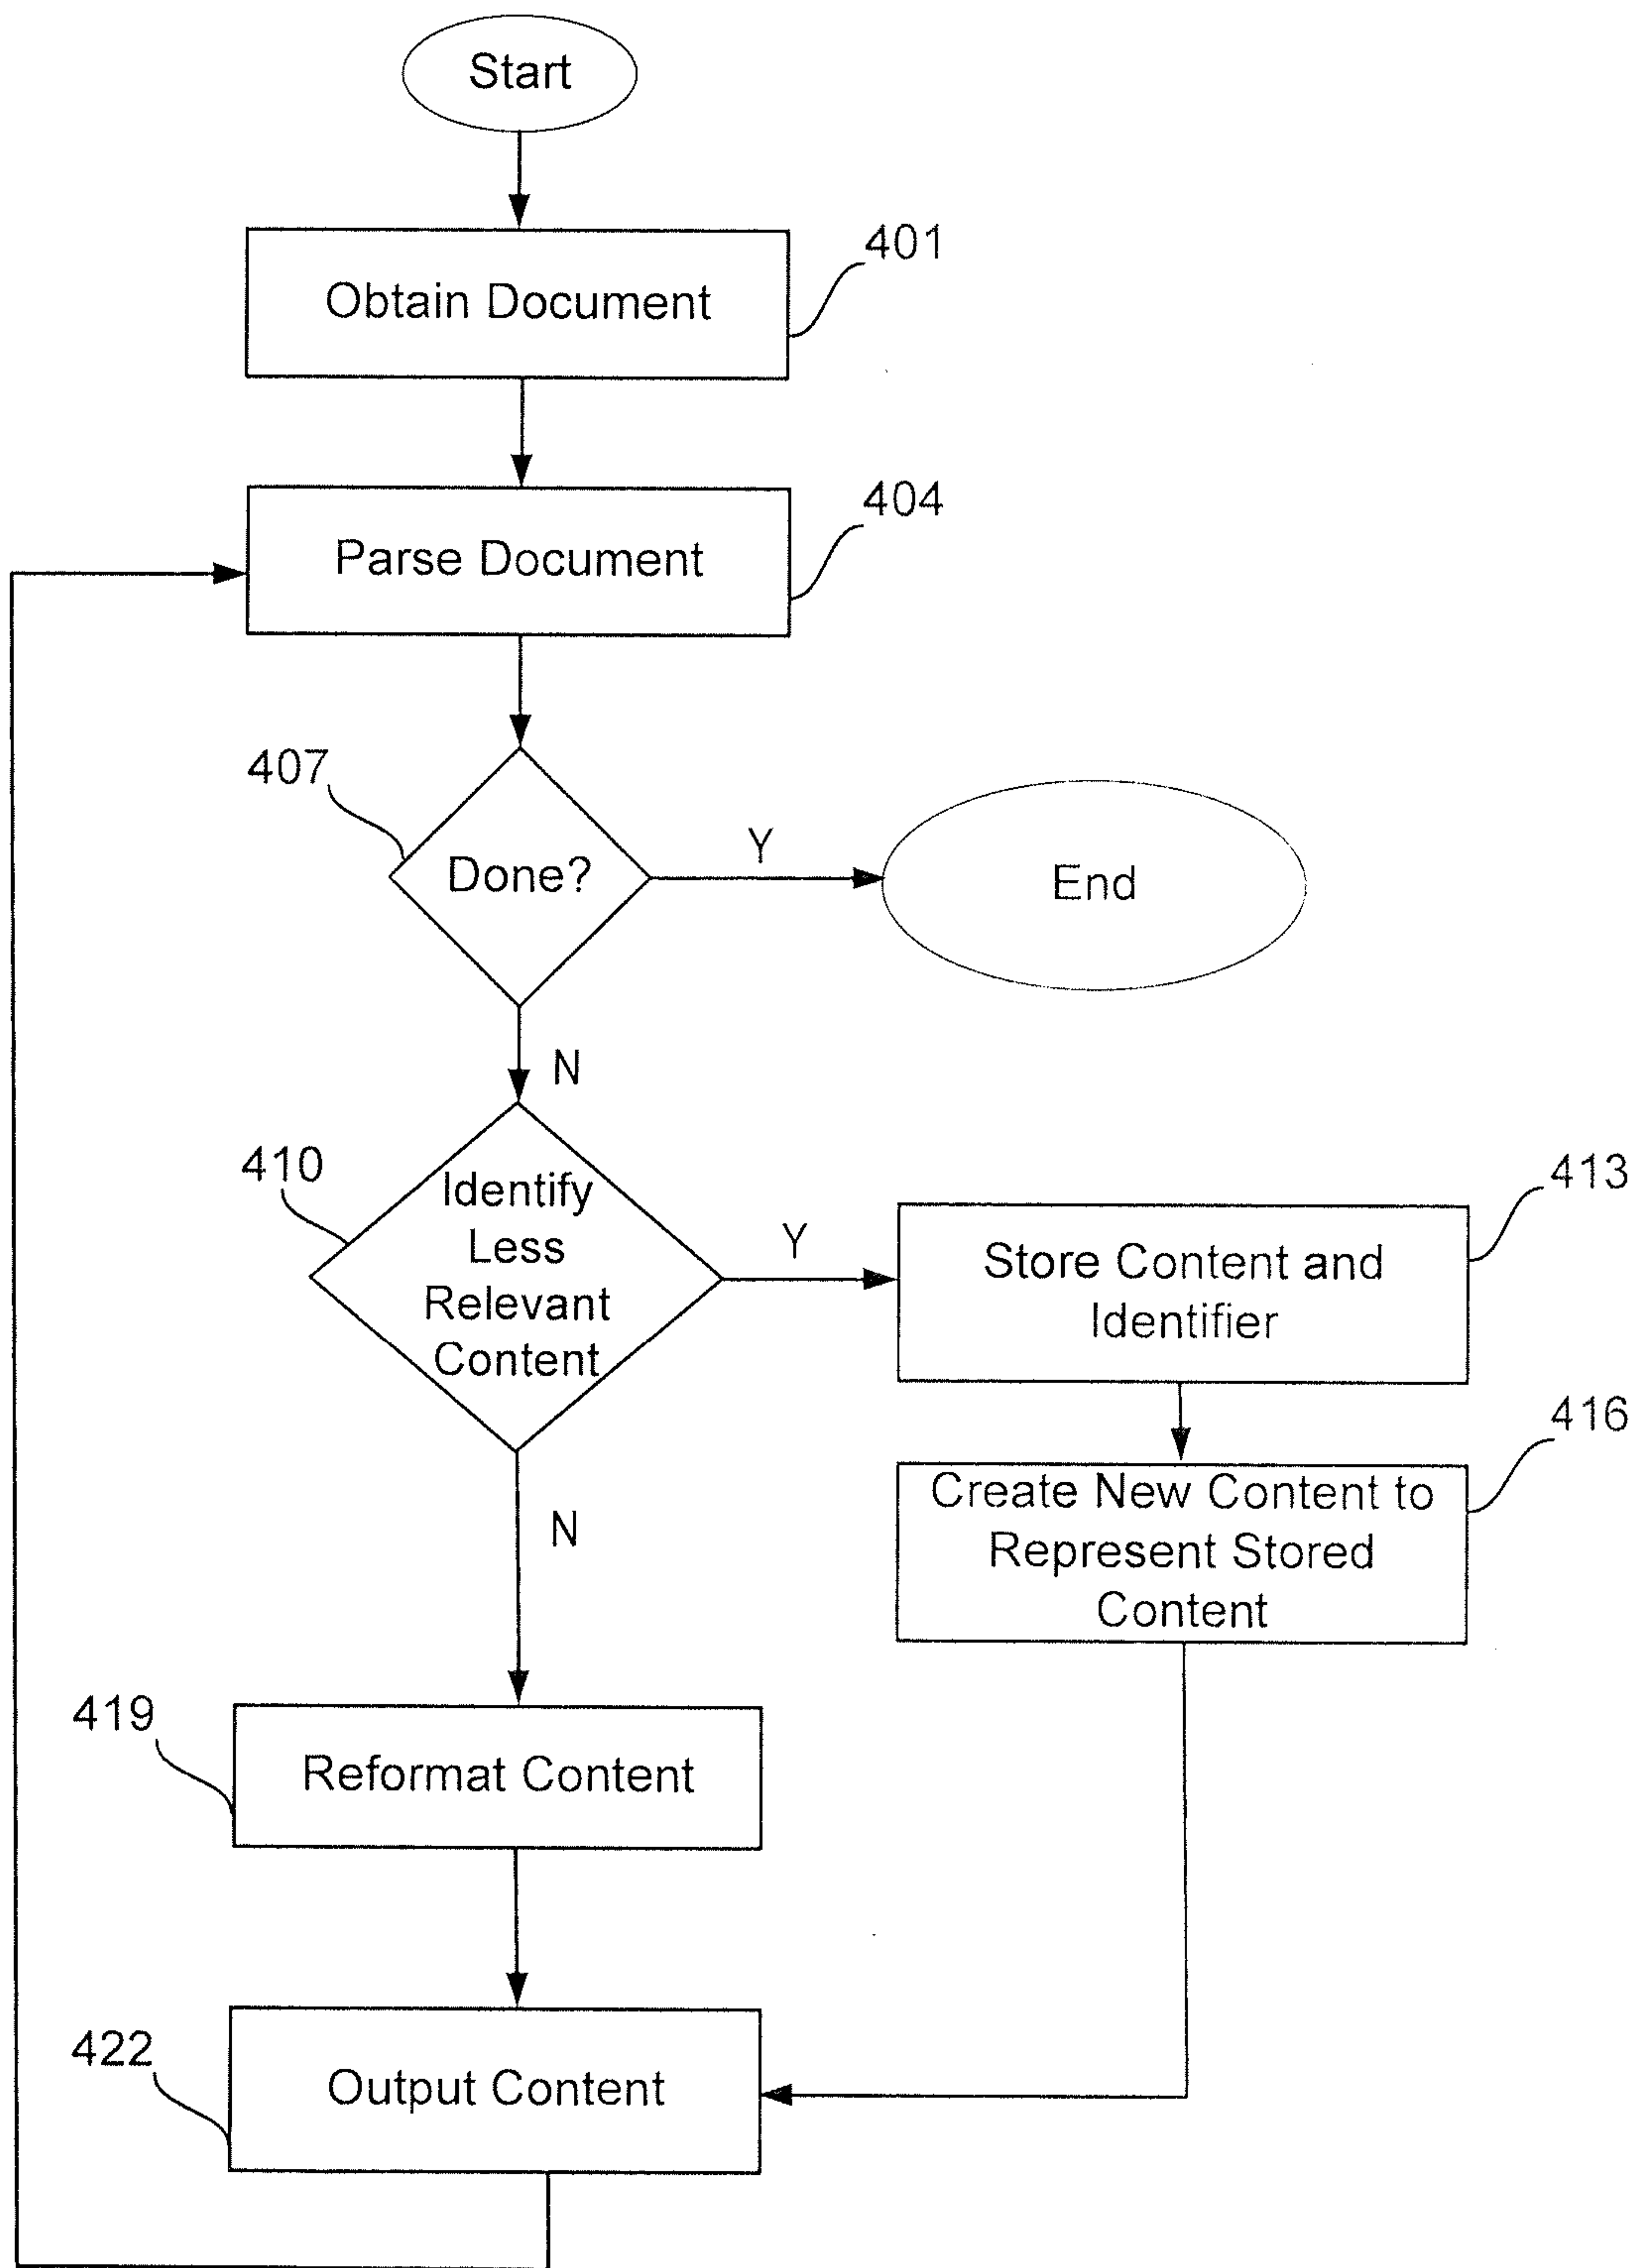 Start
401
Obtain Document
404
Parse Document
407
Done?
Y
End
N
410
Identify
Less
Relevant
Content
Y
413
Store Content and
Identifier
416
Create New Content to
Represent Stored
Content
N
419
Reformat Content
422
Output Content